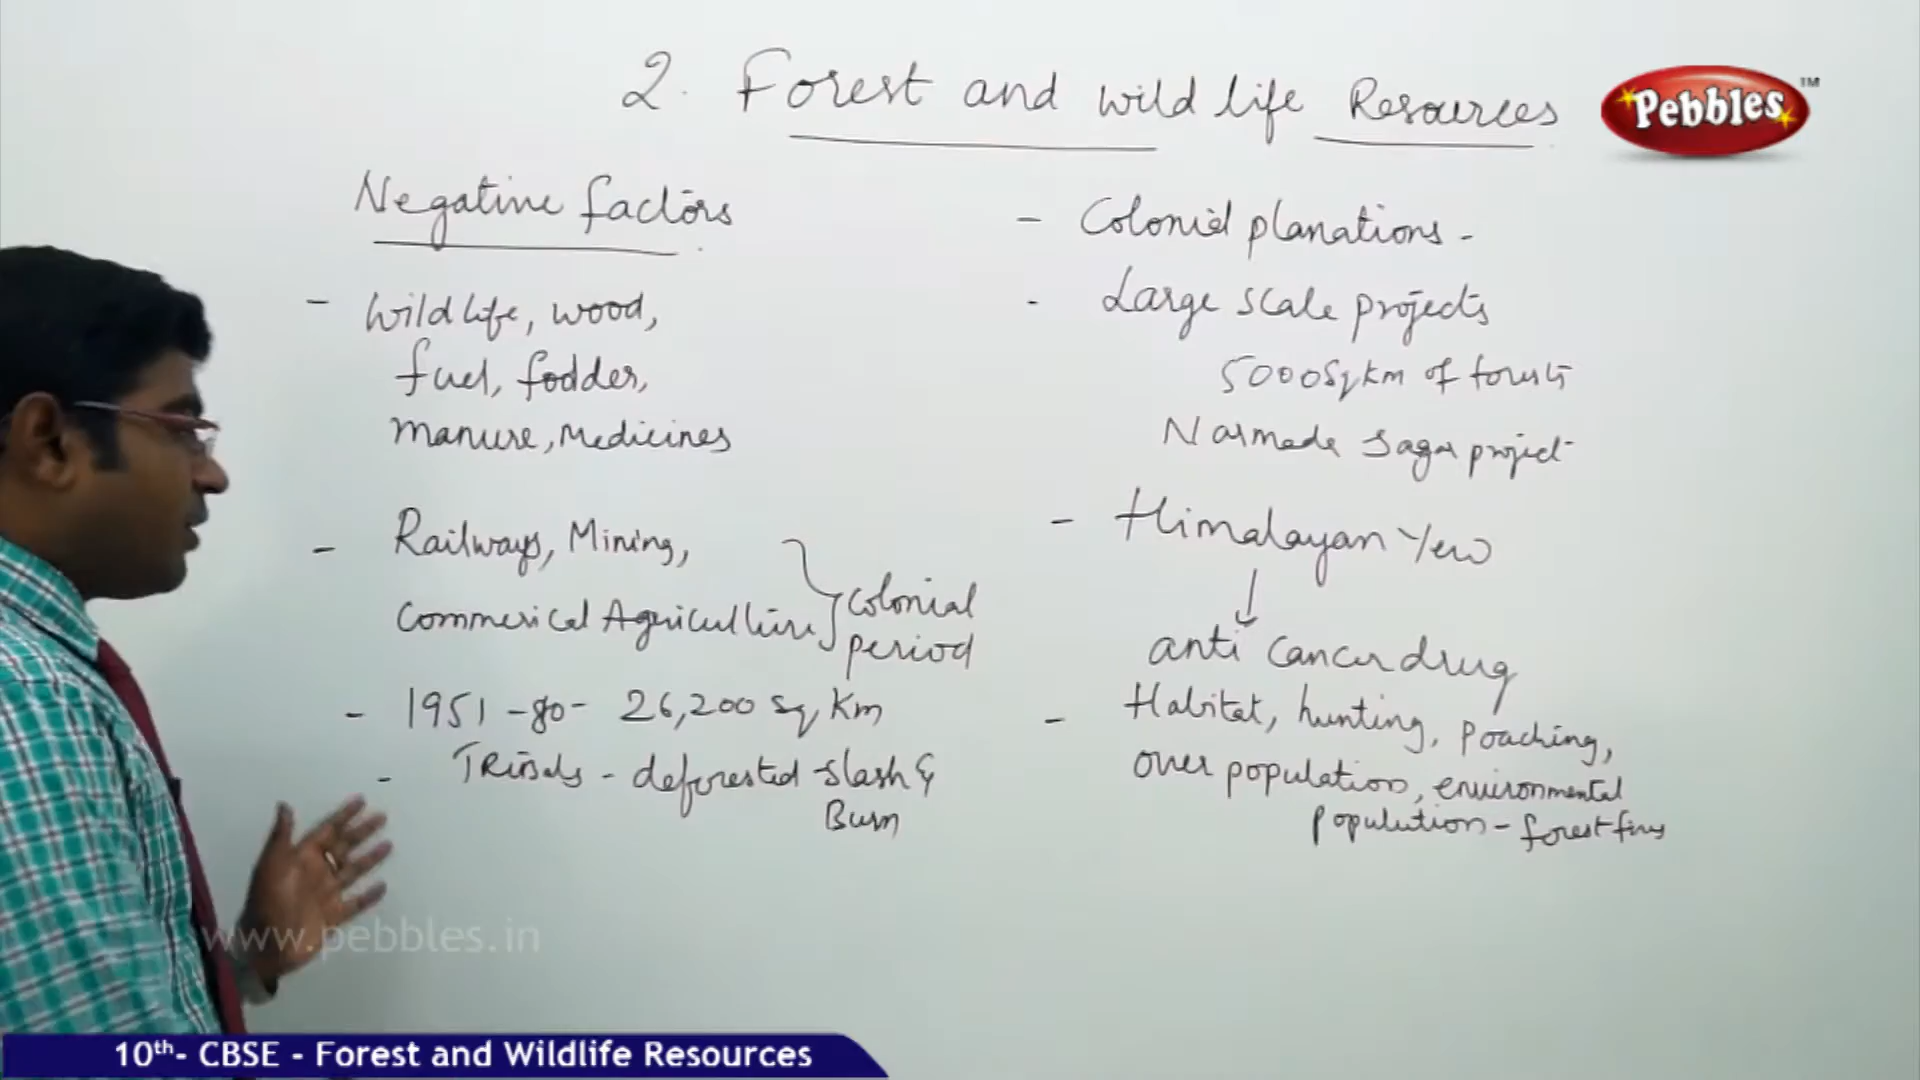 2. Forest and wild life Resources
Pebbles™
Negative factors
- wild life, wood,
fuel, fodder,
manure, Medicines
- Railways, Mining,
Commerical Agriculture } Colonial
period
- 1951 - 80 - 26,200 sq Km
- TRibals - deforested slash &
Burn
- Colonial planations -
- Large scale projects
5000 Sq km of forests
Narmada Sagar project
- Himalayan Yew
↓
anti cancer drug
- Habitat, hunting, poaching,
over population, environmental
populution - forest fires
www.pebbles.in
10th- CBSE - Forest and Wildlife Resources